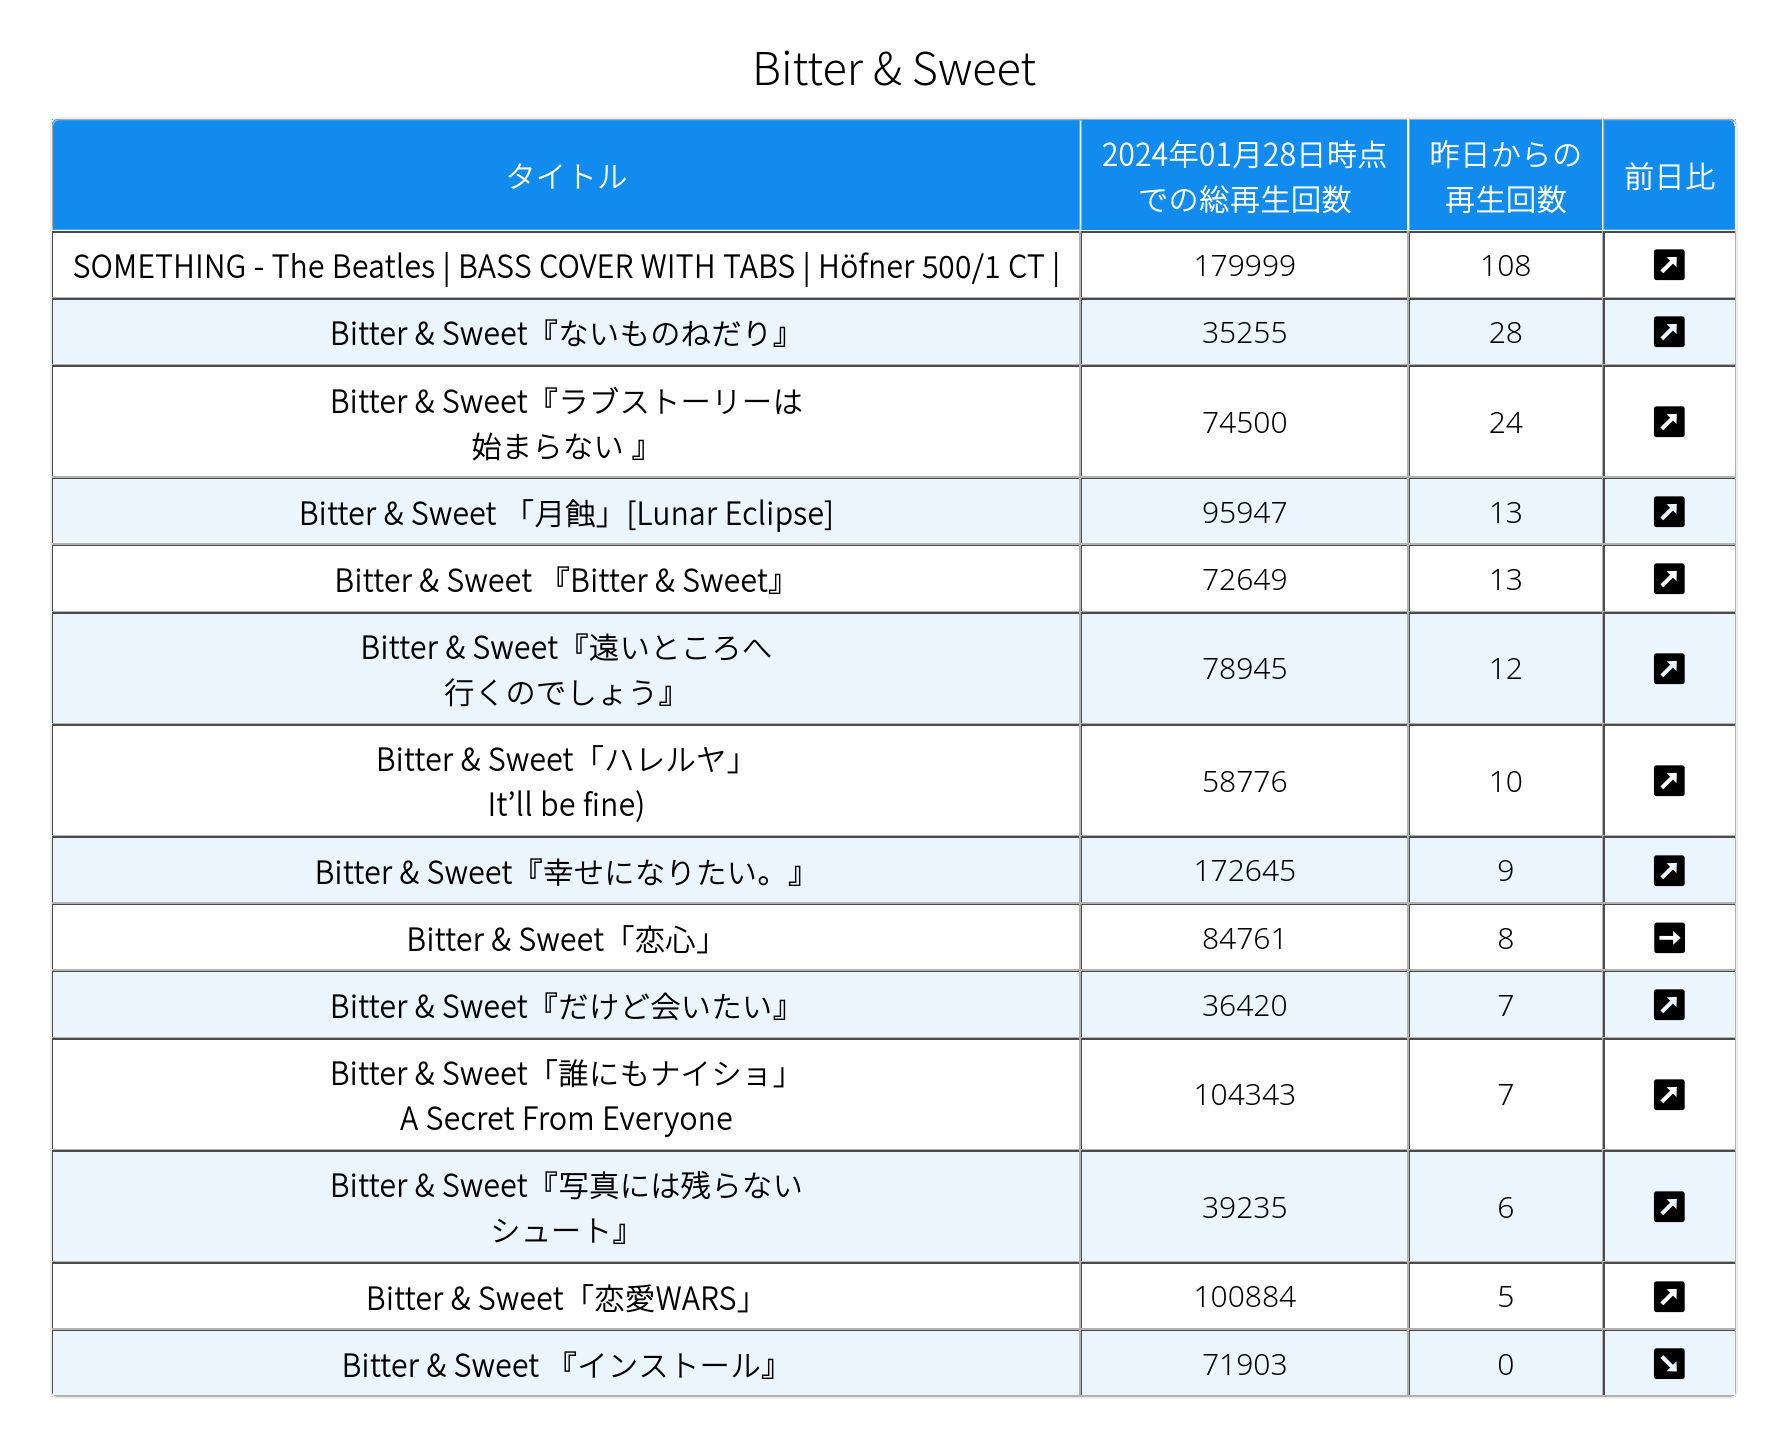 Bitter & Sweet
タイトル
2024年01月28日時点
での総再生回数
昨日からの
再生回数
前日比
SOMETHING - The Beatles | BASS COVER WITH TABS | Höfner 500/1 CT |
179999
108
Bitter & Sweet『ないものねだり』
35255
28
Bitter & Sweet『ラブストーリーは
始まらない 』
74500
24
Bitter & Sweet 「月蝕」[Lunar Eclipse]
95947
13
Bitter & Sweet 『Bitter & Sweet』
72649
13
Bitter & Sweet『遠いところへ
行くのでしょう』
78945
12
Bitter & Sweet「ハレルヤ」
It’ll be fine)
58776
10
Bitter & Sweet『幸せになりたい。』
172645
9
Bitter & Sweet「恋心」
84761
8
Bitter & Sweet『だけど会いたい』
36420
7
Bitter & Sweet「誰にもナイショ」
A Secret From Everyone
104343
7
Bitter & Sweet『写真には残らない
シュート』
39235
6
Bitter & Sweet「恋愛WARS」
100884
5
Bitter & Sweet 『インストール』
71903
0